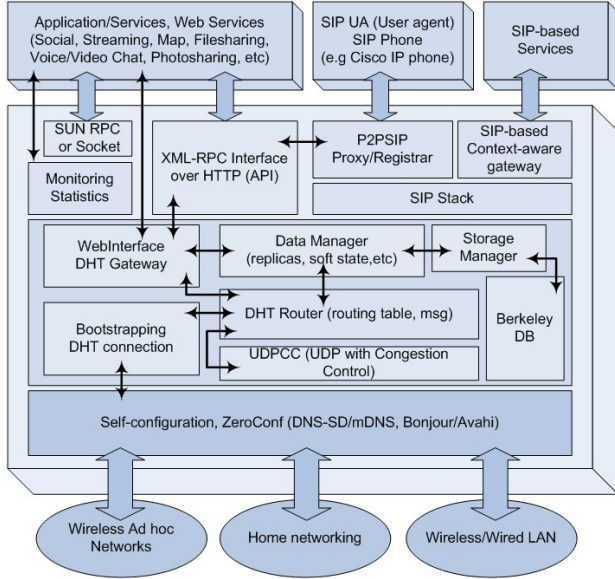 Application/Services, Web Services
(Social, Streaming, Map, Filesharing,
Voice/Video Chat, Photosharing, etc)
SIP UA (User agent)
SIP Phone
(e.g Cisco IP phone)
SIP-based
Services
SUN RPC
or Socket
Monitoring
Statistics
XML-RPC Interface
over HTTP (API)
P2PSIP
Proxy/Registrar
SIP-based
Context-aware
gateway
SIP Stack
WebInterface
DHT Gateway
Data Manager
(replicas, soft state,etc)
Storage
Manager
Bootstrapping
DHT connection
DHT Router (routing table, msg)
UDPCC (UDP with Congestion
Control)
Berkeley
DB
Self-configuration, ZeroConf (DNS-SD/mDNS, Bonjour/Avahi)
Wireless Ad hoc
Networks
Home networking
Wireless/Wired LAN